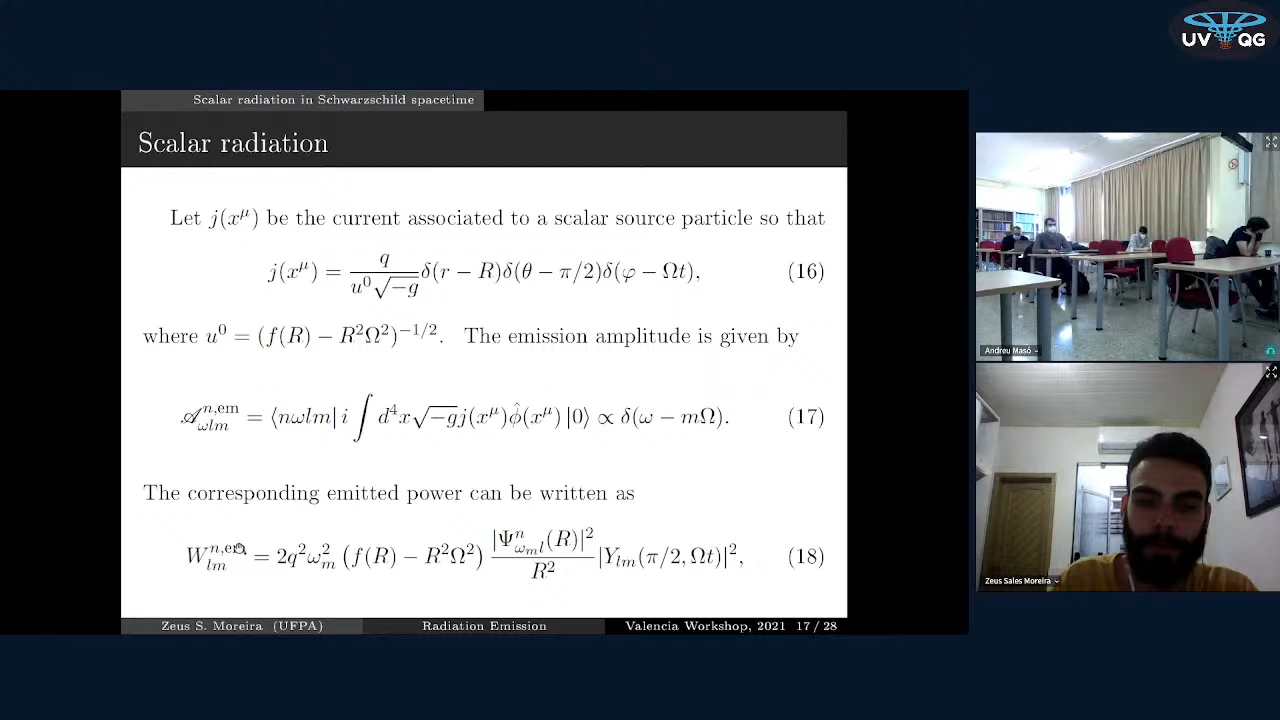 UV QG
Scalar radiation in Schwarzschild spacetime
Scalar radiation
Let j(x^μ) be the current associated to a scalar source particle so that
j(x^μ) = \frac{q}{u^0 \sqrt{-g}} δ(r − R)δ(θ − π/2)δ(φ − Ωt), (16)
where u^0 = (f(R) − R^2Ω^2)^{−1/2}. The emission amplitude is given by
𝒜^{n,em}_{ωlm} = ⟨nωlm| i ∫ d^4x √{−g} j(x^μ) \hat{φ}(x^μ) |0⟩ ∝ δ(ω − mΩ). (17)
The corresponding emitted power can be written as
W^{n,em}_{lm} = 2q^2ω_m^2 (f(R) − R^2Ω^2) \frac{|Ψ^n_{ω_m l}(R)|^2}{R^2} |Y_{lm}(π/2, Ωt)|^2, (18)
Zeus S. Moreira (UFPA) Radiation Emission Valencia Workshop, 2021 17 / 28
Andreu Masó
Zeus Sales Moreira